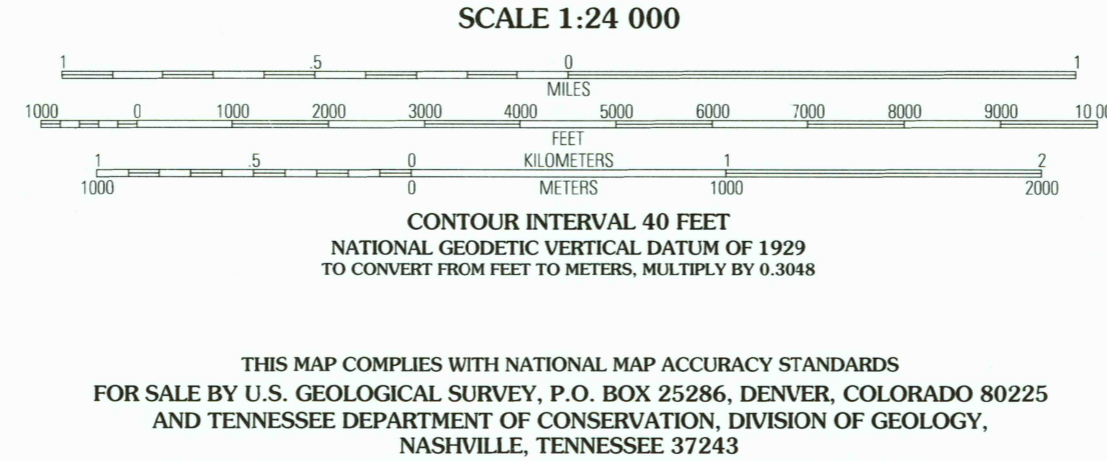 SCALE 1:24 000
1 .5 0 1
MILES
1000 0 1000 2000 3000 4000 5000 6000 7000 8000 9000
FEET
1 .5 0 KILOMETERS 1 2
1000 0 METERS 1000 2000
CONTOUR INTERVAL 40 FEET
NATIONAL GEODETIC VERTICAL DATUM OF 1929
TO CONVERT FROM FEET TO METERS, MULTIPLY BY 0.3048
THIS MAP COMPLIES WITH NATIONAL MAP ACCURACY STANDARDS
FOR SALE BY U.S. GEOLOGICAL SURVEY, P.O. BOX 25286, DENVER, COLORADO 80225
AND TENNESSEE DEPARTMENT OF CONSERVATION, DIVISION OF GEOLOGY,
NASHVILLE, TENNESSEE 37243